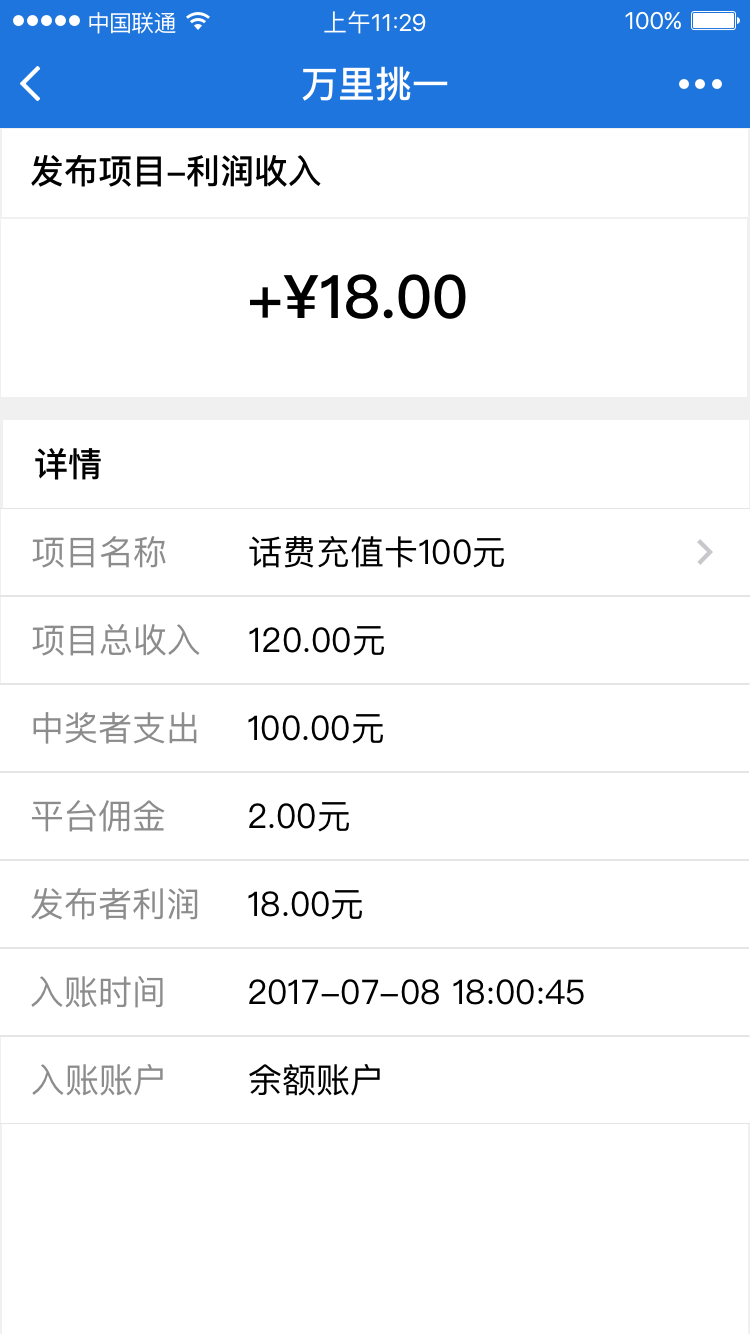 中国联通 上午11:29 100%
万里挑一
发布项目–利润收入
+¥18.00
详情
项目名称 话费充值卡100元
项目总收入 120.00元
中奖者支出 100.00元
平台佣金 2.00元
发布者利润 18.00元
入账时间 2017–07–08 18:00:45
入账账户 余额账户